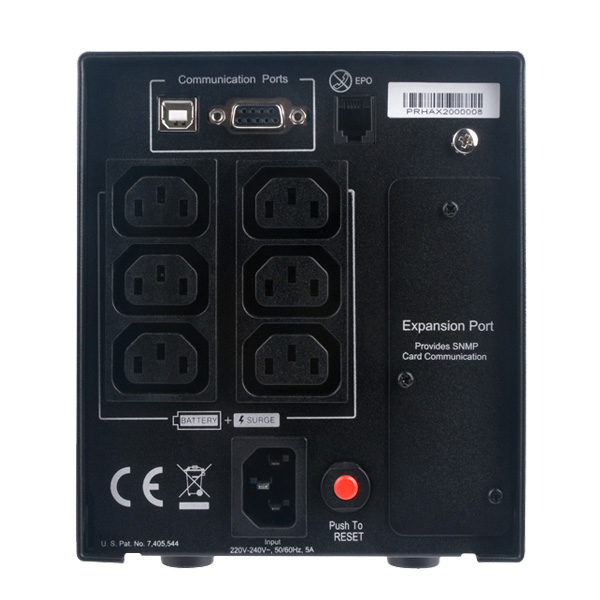 Communication Ports
EPO
PRHAX2000008
Expansion Port
Provides SNMP
Card Communication
BATTERY + SURGE
CE
Push To
RESET
U. S. Pat. No. 7,405,544
Input
220V-240V~, 50/60Hz, 5A